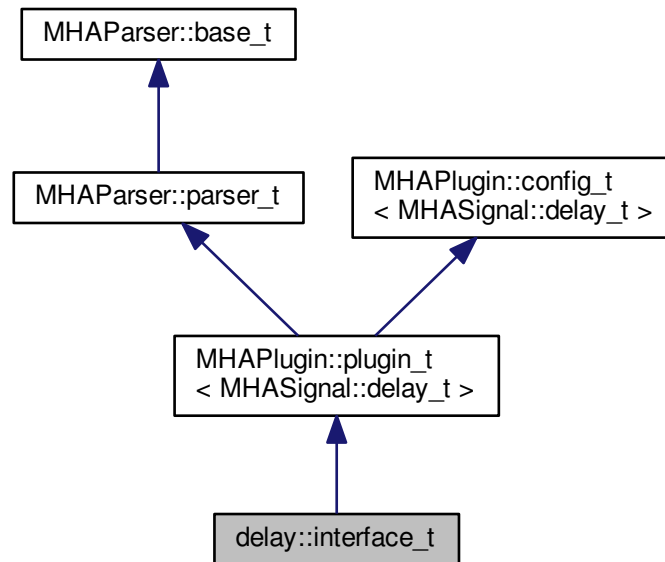 MHAParser::base_t
MHAParser::parser_t
MHAPlugin::config_t
< MHASignal::delay_t >
MHAPlugin::plugin_t
< MHASignal::delay_t >
delay::interface_t